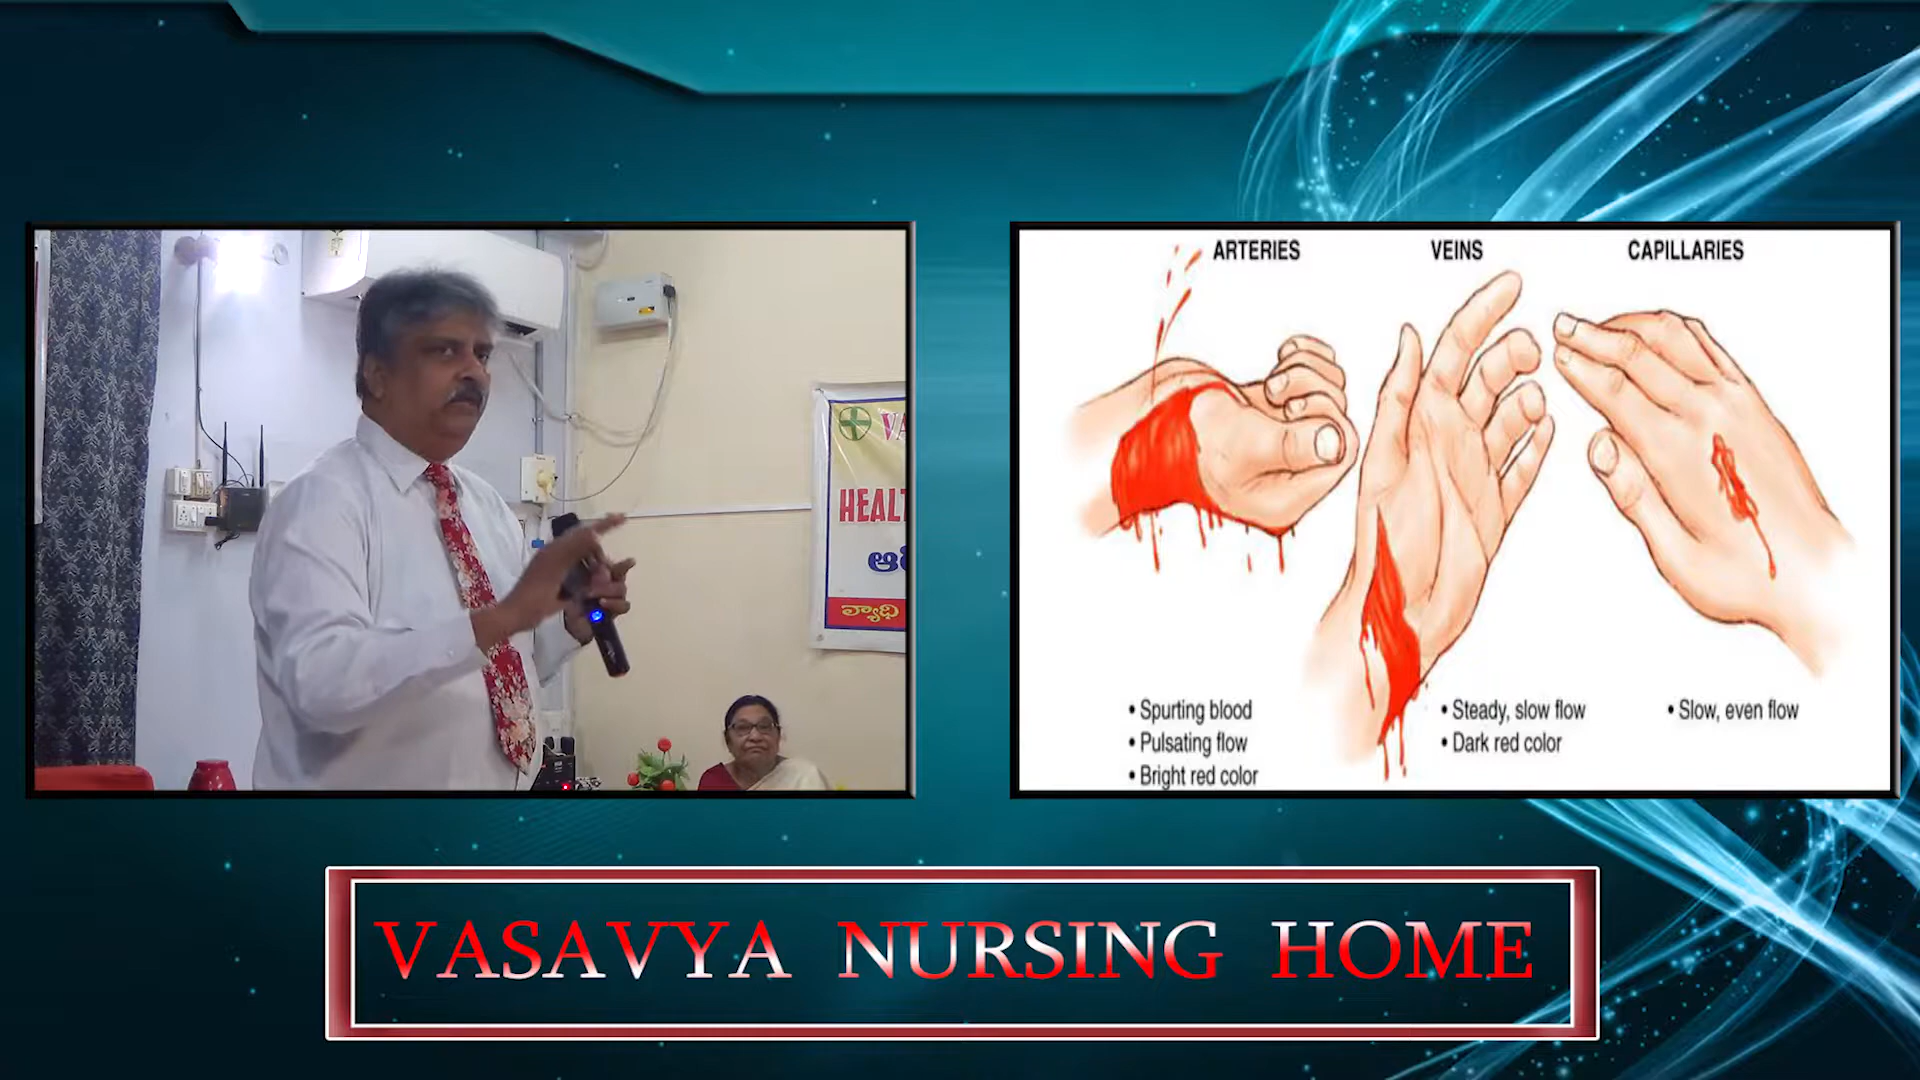 HEALT
వ్యాధి
ARTERIES
VEINS
CAPILLARIES
• Spurting blood
• Pulsating flow
• Bright red color
• Steady, slow flow
• Dark red color
• Slow, even flow
VASAVYA NURSING HOME